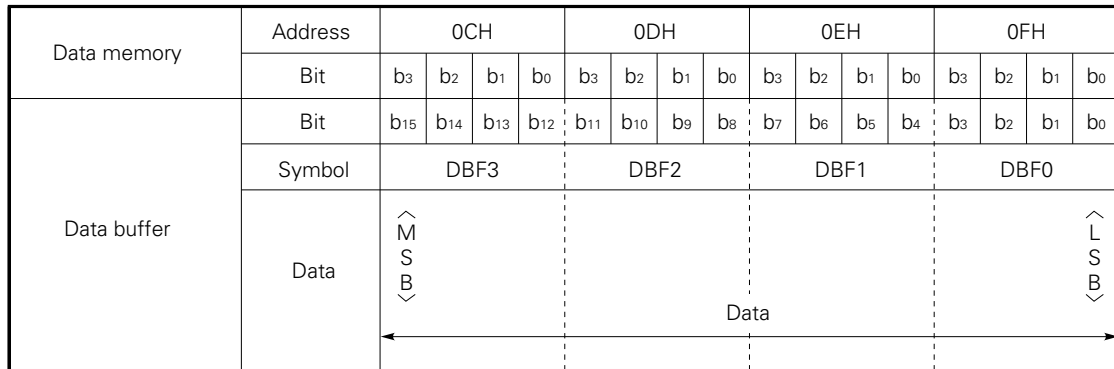 Data memory
Address 0CH 0DH 0EH 0FH
Bit b3 b2 b1 b0 b3 b2 b1 b0 b3 b2 b1 b0 b3 b2 b1 b0
Data buffer
Bit b15 b14 b13 b12 b11 b10 b9 b8 b7 b6 b5 b4 b3 b2 b1 b0
Symbol DBF3 DBF2 DBF1 DBF0
Data
〈MSB〉
〈LSB〉
Data